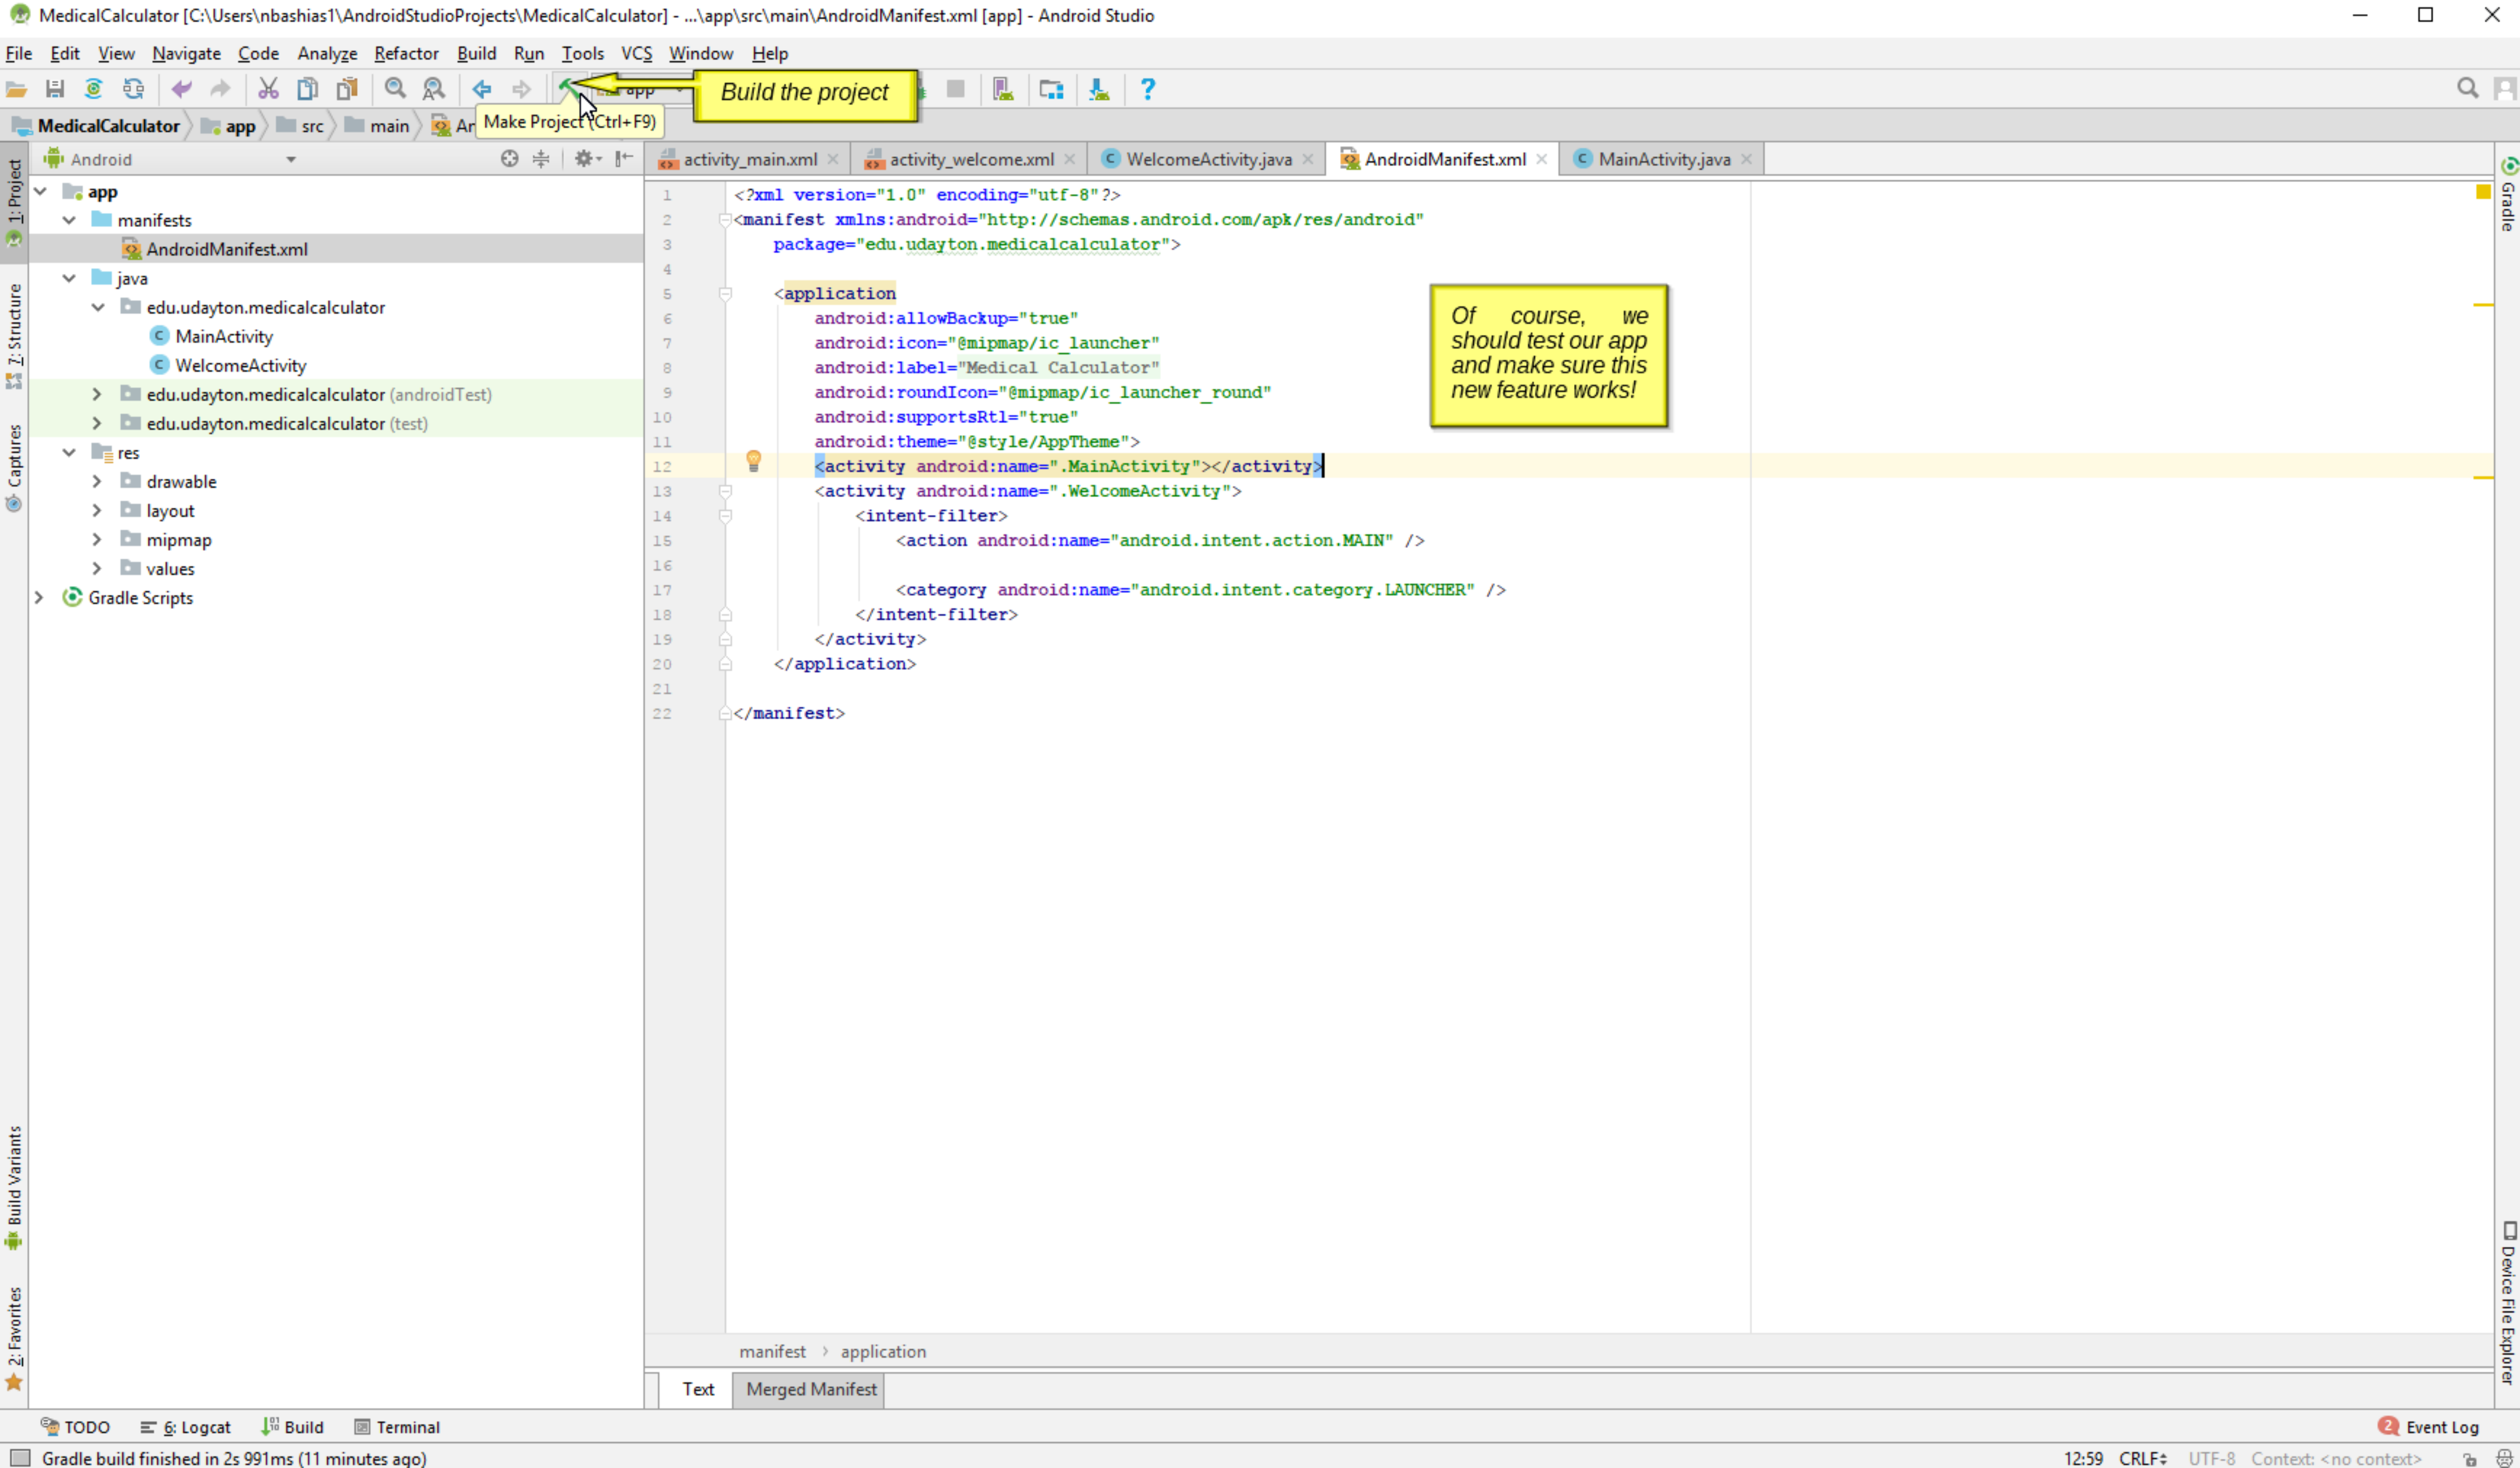 MedicalCalculator [C:\Users\nbashias1\AndroidStudioProjects\MedicalCalculator] - ...\app\src\main\AndroidManifest.xml [app] - Android Studio
File Edit View Navigate Code Analyze Refactor Build Run Tools VCS Window Help
app
Build the project
Make Project (Ctrl+F9)
MedicalCalculator app src main An
Android
activity_main.xml activity_welcome.xml WelcomeActivity.java AndroidManifest.xml MainActivity.java
1: Project
7: Structure
Captures
Build Variants
2: Favorites
app
manifests
AndroidManifest.xml
java
edu.udayton.medicalcalculator
MainActivity
WelcomeActivity
edu.udayton.medicalcalculator (androidTest)
edu.udayton.medicalcalculator (test)
res
drawable
layout
mipmap
values
Gradle Scripts
1 <?xml version="1.0" encoding="utf-8"?>
2 <manifest xmlns:android="http://schemas.android.com/apk/res/android"
3 package="edu.udayton.medicalcalculator">
4
5 <application
6 android:allowBackup="true"
7 android:icon="@mipmap/ic_launcher"
8 android:label="Medical Calculator"
9 android:roundIcon="@mipmap/ic_launcher_round"
10 android:supportsRtl="true"
11 android:theme="@style/AppTheme">
12 <activity android:name=".MainActivity"></activity>
13 <activity android:name=".WelcomeActivity">
14 <intent-filter>
15 <action android:name="android.intent.action.MAIN" />
16
17 <category android:name="android.intent.category.LAUNCHER" />
18 </intent-filter>
19 </activity>
20 </application>
21
22 </manifest>
Of course, we
should test our app
and make sure this
new feature works!
Gradle
Device File Explorer
manifest › application
Text Merged Manifest
TODO 6: Logcat Build Terminal
2 Event Log
Gradle build finished in 2s 991ms (11 minutes ago)
12:59 CRLF UTF-8 Context: <no context>